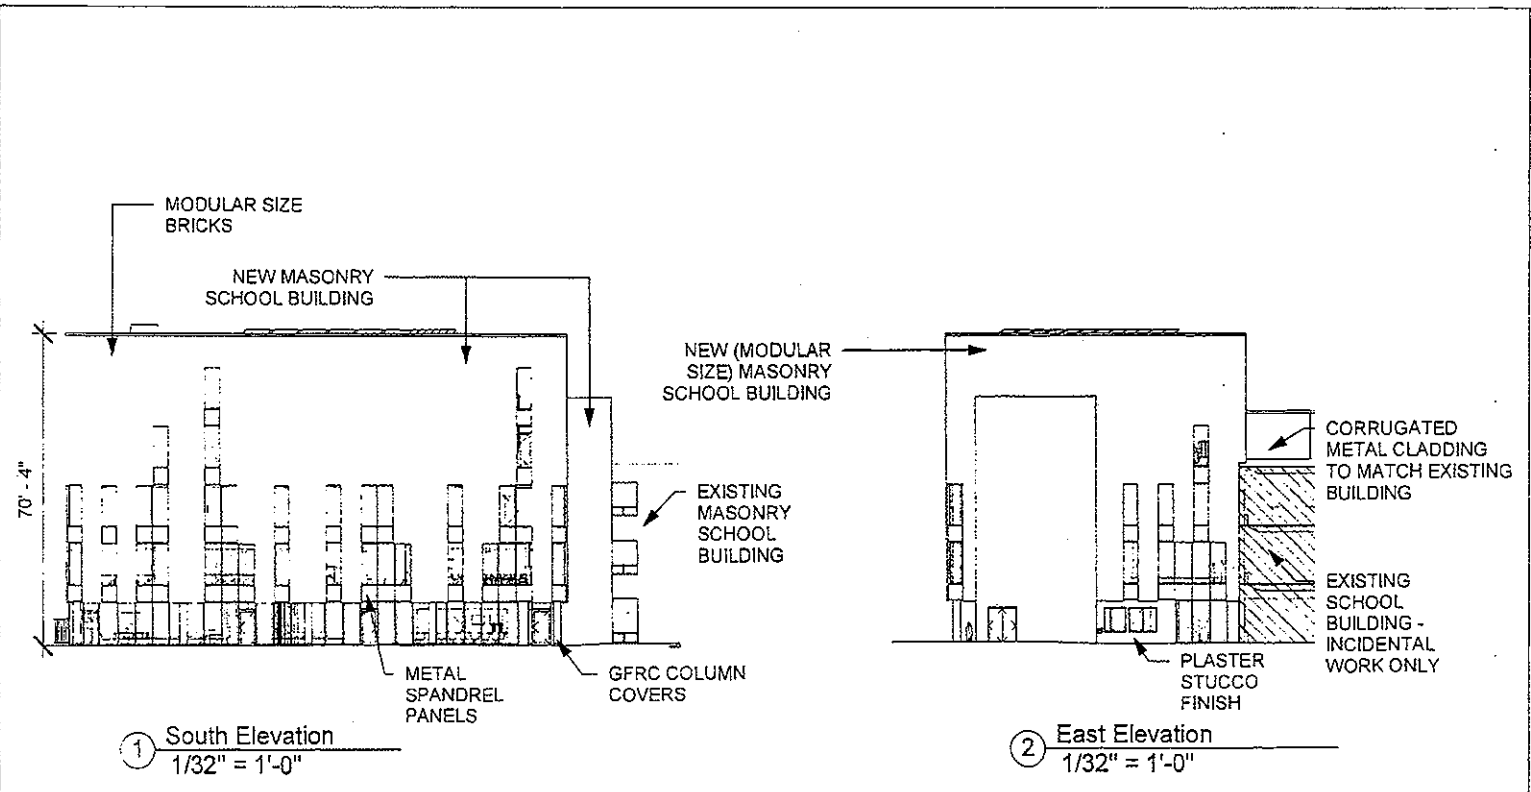 MODULAR SIZE
BRICKS
NEW MASONRY
SCHOOL BUILDING
70' - 4"
EXISTING
MASONRY
SCHOOL
BUILDING
METAL
SPANDREL
PANELS
GFRC COLUMN
COVERS
1 South Elevation
1/32" = 1'-0"
NEW (MODULAR
SIZE) MASONRY
SCHOOL BUILDING
CORRUGATED
METAL CLADDING
TO MATCH EXISTING
BUILDING
EXISTING
SCHOOL
BUILDING -
INCIDENTAL
WORK ONLY
PLASTER
STUCCO
FINISH
2 East Elevation
1/32" = 1'-0"